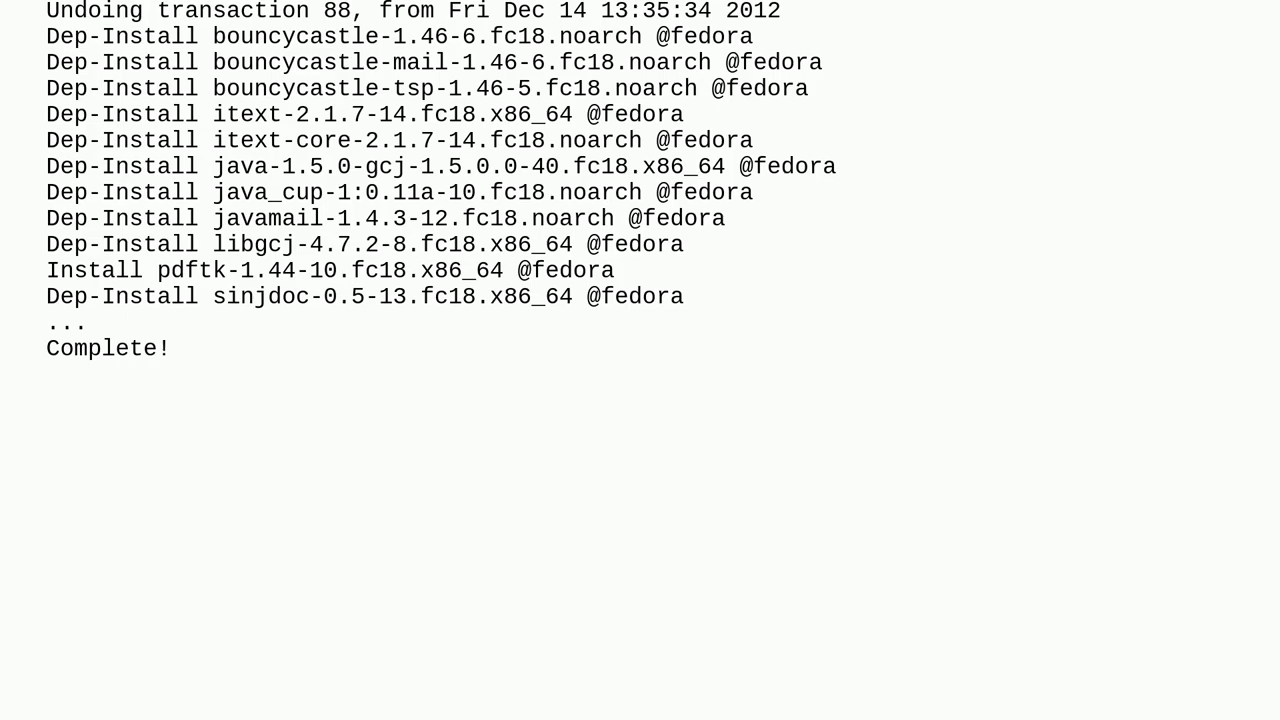 Undoing transaction 88, from Fri Dec 14 13:35:34 2012
Dep-Install bouncycastle-1.46-6.fc18.noarch @fedora
Dep-Install bouncycastle-mail-1.46-6.fc18.noarch @fedora
Dep-Install bouncycastle-tsp-1.46-5.fc18.noarch @fedora
Dep-Install itext-2.1.7-14.fc18.x86_64 @fedora
Dep-Install itext-core-2.1.7-14.fc18.noarch @fedora
Dep-Install java-1.5.0-gcj-1.5.0.0-40.fc18.x86_64 @fedora
Dep-Install java_cup-1:0.11a-10.fc18.noarch @fedora
Dep-Install javamail-1.4.3-12.fc18.noarch @fedora
Dep-Install libgcj-4.7.2-8.fc18.x86_64 @fedora
Install pdftk-1.44-10.fc18.x86_64 @fedora
Dep-Install sinjdoc-0.5-13.fc18.x86_64 @fedora
...
Complete!